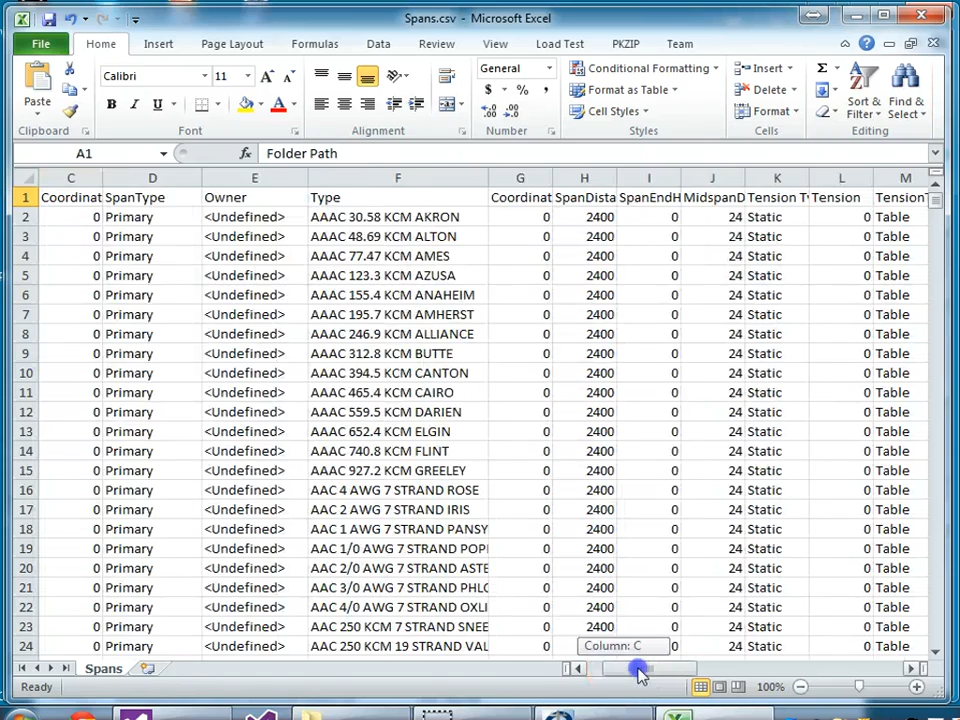 Spans.csv - Microsoft Excel
File Home Insert Page Layout Formulas Data Review View Load Test PKZIP Team
Paste Calibri 11 General Conditional Formatting Insert Sort & Find &
B I U A $ % , Format as Table Delete Filter Select
Cell Styles Format
Clipboard Font Alignment Number Styles Cells Editing
A1 fx Folder Path
C D E F G H I J K L M
1 Coordinat SpanType Owner Type Coordinat SpanDista SpanEndH MidspanD Tension T Tension Tension
2 0 Primary <Undefined> AAAC 30.58 KCM AKRON 0 2400 0 24 Static 0 Table
3 0 Primary <Undefined> AAAC 48.69 KCM ALTON 0 2400 0 24 Static 0 Table
4 0 Primary <Undefined> AAAC 77.47 KCM AMES 0 2400 0 24 Static 0 Table
5 0 Primary <Undefined> AAAC 123.3 KCM AZUSA 0 2400 0 24 Static 0 Table
6 0 Primary <Undefined> AAAC 155.4 KCM ANAHEIM 0 2400 0 24 Static 0 Table
7 0 Primary <Undefined> AAAC 195.7 KCM AMHERST 0 2400 0 24 Static 0 Table
8 0 Primary <Undefined> AAAC 246.9 KCM ALLIANCE 0 2400 0 24 Static 0 Table
9 0 Primary <Undefined> AAAC 312.8 KCM BUTTE 0 2400 0 24 Static 0 Table
10 0 Primary <Undefined> AAAC 394.5 KCM CANTON 0 2400 0 24 Static 0 Table
11 0 Primary <Undefined> AAAC 465.4 KCM CAIRO 0 2400 0 24 Static 0 Table
12 0 Primary <Undefined> AAAC 559.5 KCM DARIEN 0 2400 0 24 Static 0 Table
13 0 Primary <Undefined> AAAC 652.4 KCM ELGIN 0 2400 0 24 Static 0 Table
14 0 Primary <Undefined> AAAC 740.8 KCM FLINT 0 2400 0 24 Static 0 Table
15 0 Primary <Undefined> AAAC 927.2 KCM GREELEY 0 2400 0 24 Static 0 Table
16 0 Primary <Undefined> AAC 4 AWG 7 STRAND ROSE 0 2400 0 24 Static 0 Table
17 0 Primary <Undefined> AAC 2 AWG 7 STRAND IRIS 0 2400 0 24 Static 0 Table
18 0 Primary <Undefined> AAC 1 AWG 7 STRAND PANSY 0 2400 0 24 Static 0 Table
19 0 Primary <Undefined> AAC 1/0 AWG 7 STRAND POP 0 2400 0 24 Static 0 Table
20 0 Primary <Undefined> AAC 2/0 AWG 7 STRAND ASTE 0 2400 0 24 Static 0 Table
21 0 Primary <Undefined> AAC 3/0 AWG 7 STRAND PHL 0 2400 0 24 Static 0 Table
22 0 Primary <Undefined> AAC 4/0 AWG 7 STRAND OXLI 0 2400 0 24 Static 0 Table
23 0 Primary <Undefined> AAC 250 KCM 7 STRAND SNEE 0 2400 0 24 Static 0 Table
24 0 Primary <Undefined> AAC 250 KCM 19 STRAND VAL 0 Column: C 0 24 Static 0 Table
Spans
Ready 100%